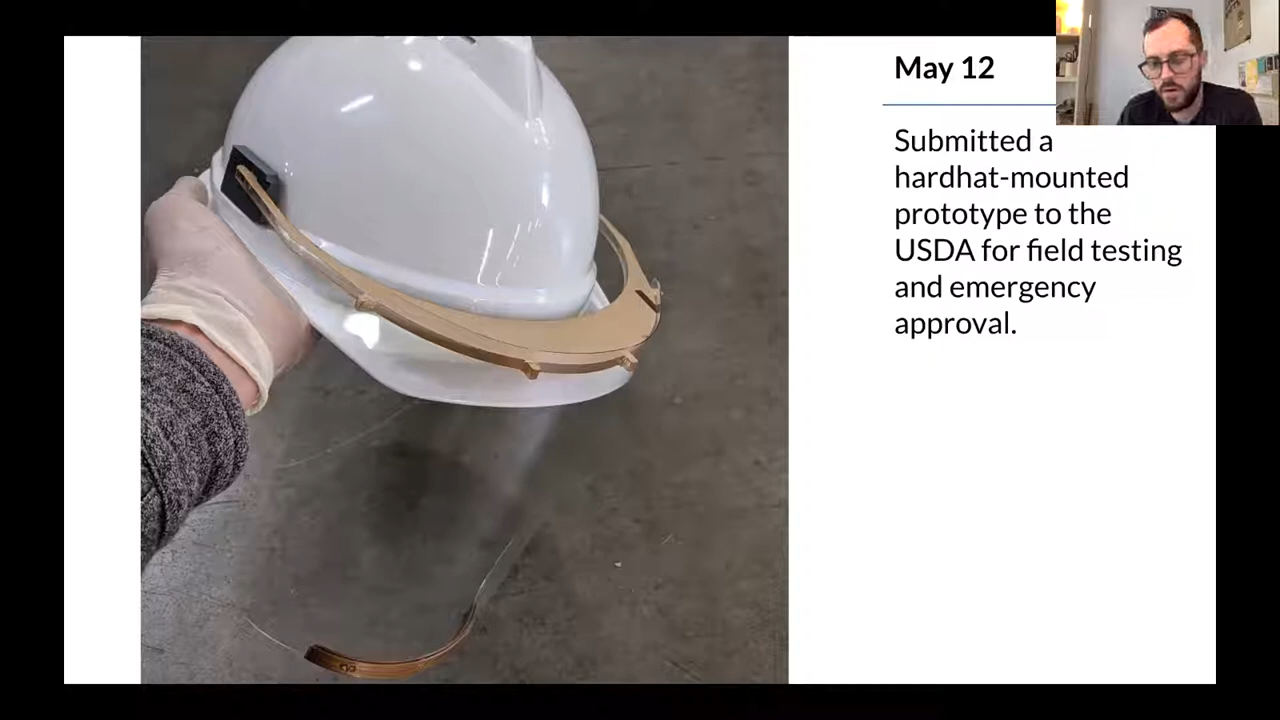 May 12
Submitted a
hardhat-mounted
prototype to the
USDA for field testing
and emergency
approval.